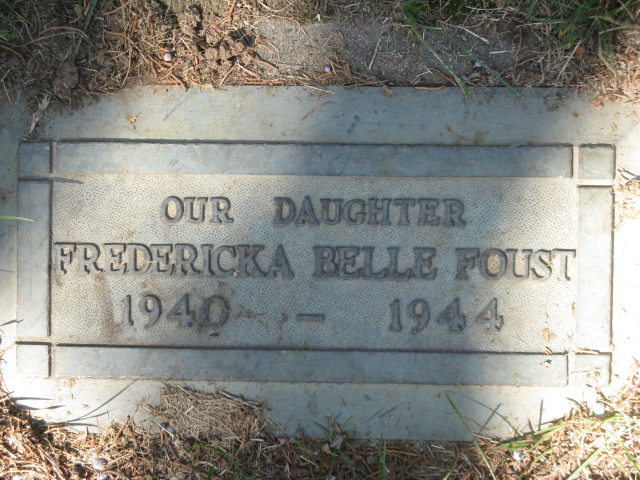 OUR DAUGHTER
FREDERICKA BELLE FOUST
1940 - 1944